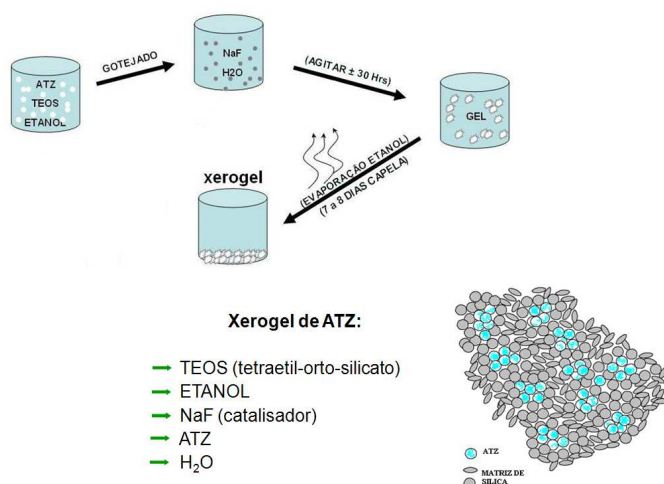 ATZ
TEOS
ETANOL
GOTEJADO
NaF
H2O
(AGITAR ± 30 Hrs)
GEL
(EVAPORAÇÃO ETANOL)
(7 a 8 DIAS CAPELA)
xerogel
Xerogel de ATZ:
TEOS (tetraetil-orto-silicato)
ETANOL
NaF (catalisador)
ATZ
H₂O
ATZ
MATRIZ DE
SILICA